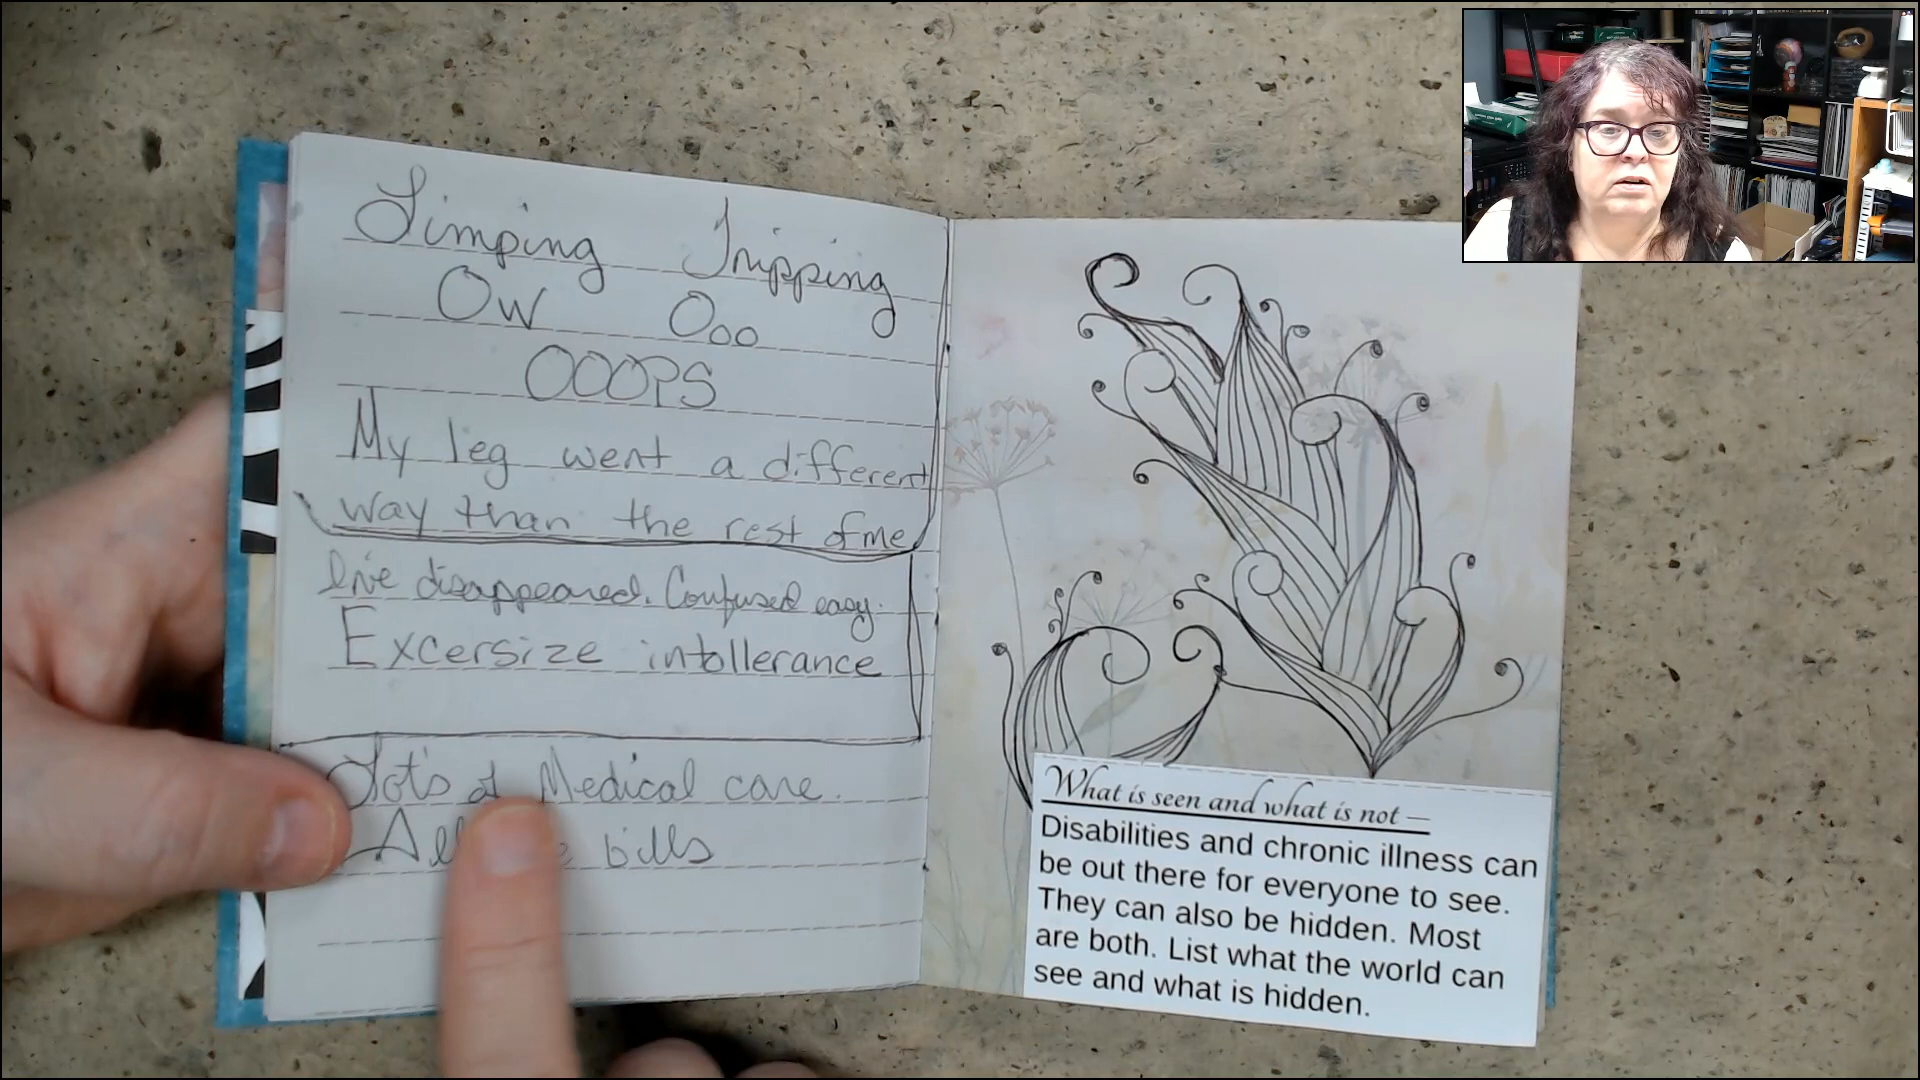 Limping Tripping
Ow Ooo
OOOPS
My leg went a different
way than the rest of me
I've disappeared. Confused easy.
Excersize intollerance
Lot's of Medical care.
bills
What is seen and what is not —
Disabilities and chronic illness can
be out there for everyone to see.
They can also be hidden. Most
are both. List what the world can
see and what is hidden.